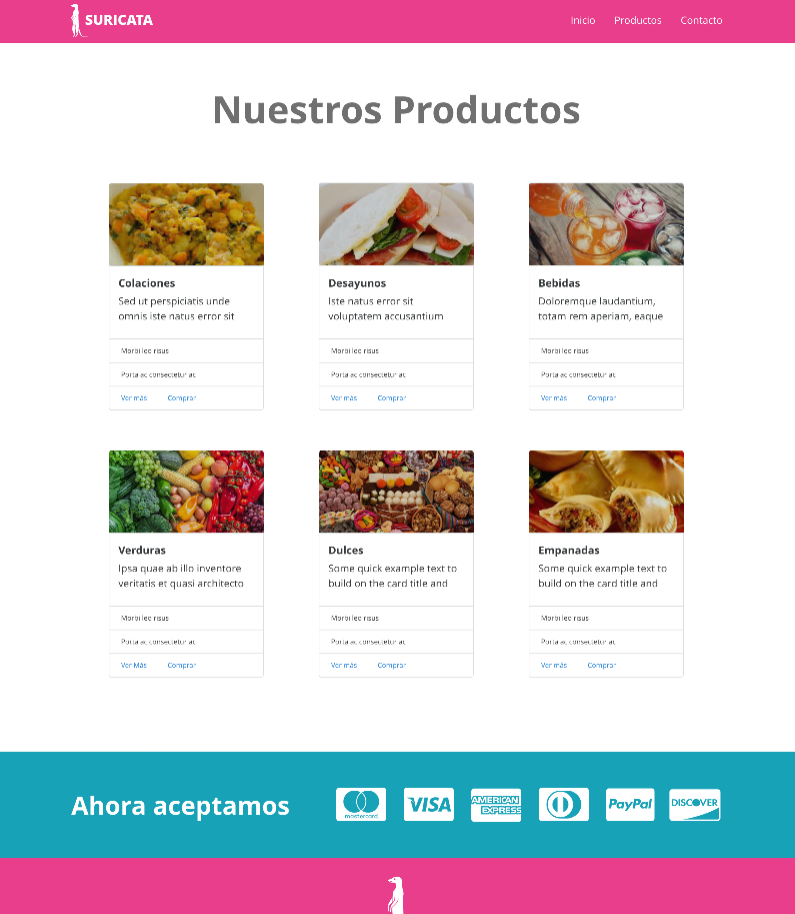 SURICATA
Inicio Productos Contacto
Nuestros Productos
Colaciones
Sed ut perspiciatis unde
omnis iste natus error sit
Morbi leo risus
Porta ac consectetur ac
Ver más Comprar
Desayunos
Iste natus error sit
voluptatem accusantium
Morbi leo risus
Porta ac consectetur ac
Ver más Comprar
Bebidas
Doloremque laudantium,
totam rem aperiam, eaque
Morbi leo risus
Porta ac consectetur ac
Ver más Comprar
Verduras
Ipsa quae ab illo inventore
veritatis et quasi architecto
Morbi leo risus
Porta ac consectetur ac
Ver Más Comprar
Dulces
Some quick example text to
build on the card title and
Morbi leo risus
Porta ac consectetur ac
Ver más Comprar
Empanadas
Some quick example text to
build on the card title and
Morbi leo risus
Porta ac consectetur ac
Ver más Comprar
Ahora aceptamos
mastercard
VISA
AMERICAN
EXPRESS
PayPal
DISCOVER